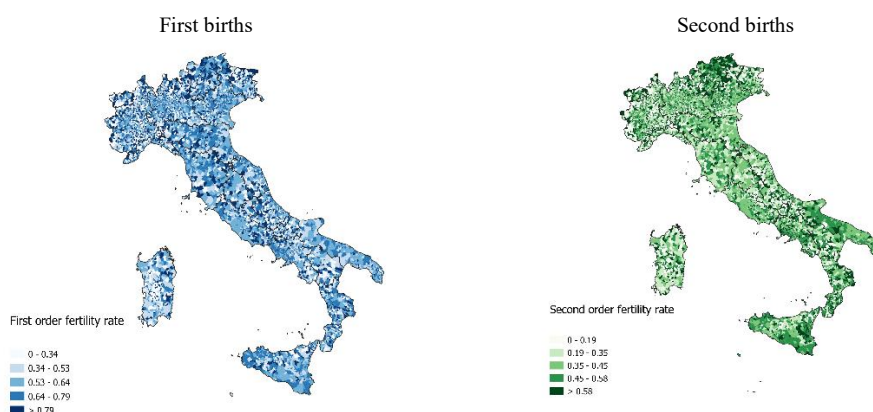 First births
Second births
First order fertility rate
0 - 0.34
0.34 - 0.53
0.53 - 0.64
0.64 - 0.79
> 0.79
Second order fertility rate
0 - 0.19
0.19 - 0.35
0.35 - 0.45
0.45 - 0.58
> 0.58